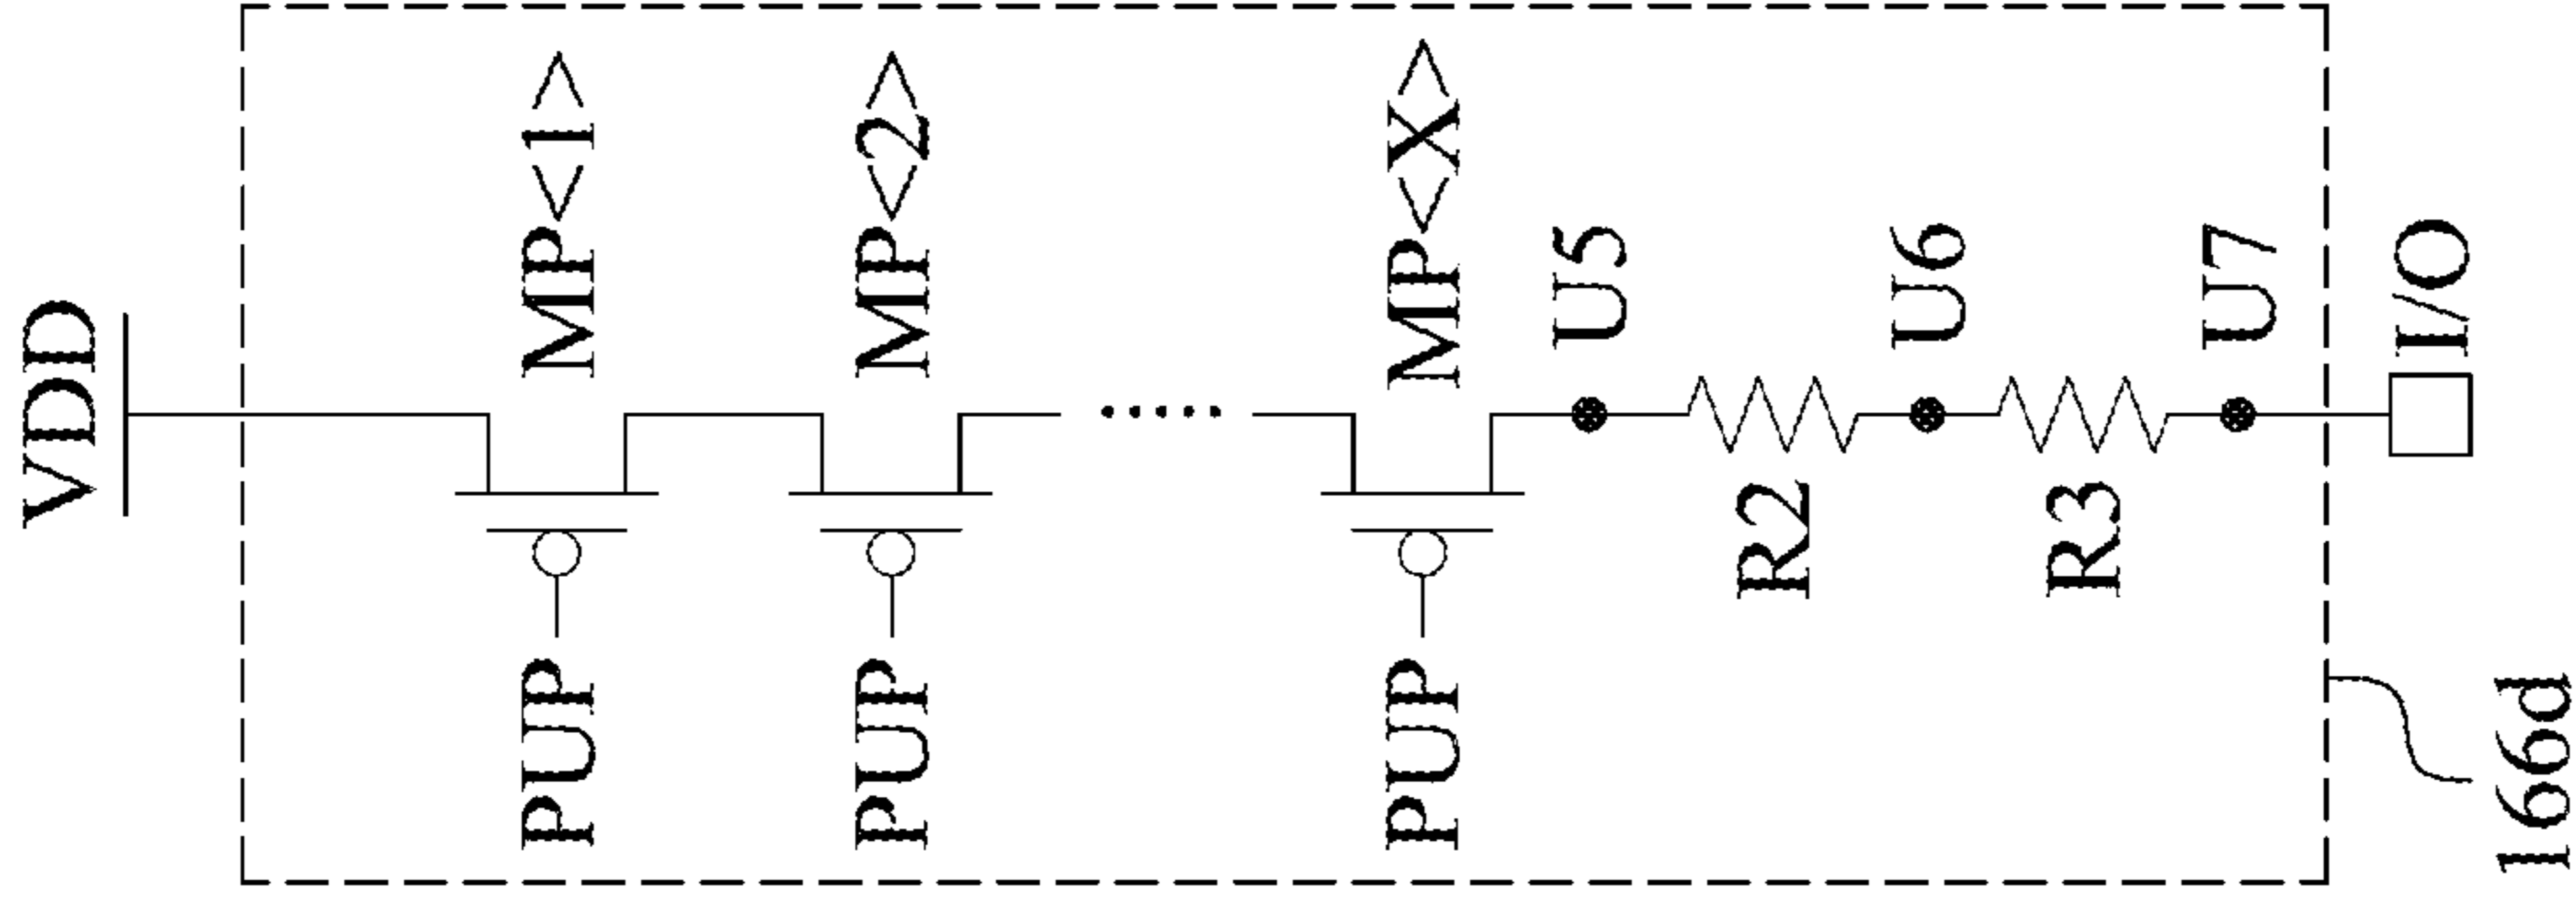 VDD
PUP MP<1>
PUP MP<2>
PUP MP<X>
U5
R2
U6
R3
U7
I/O
166d